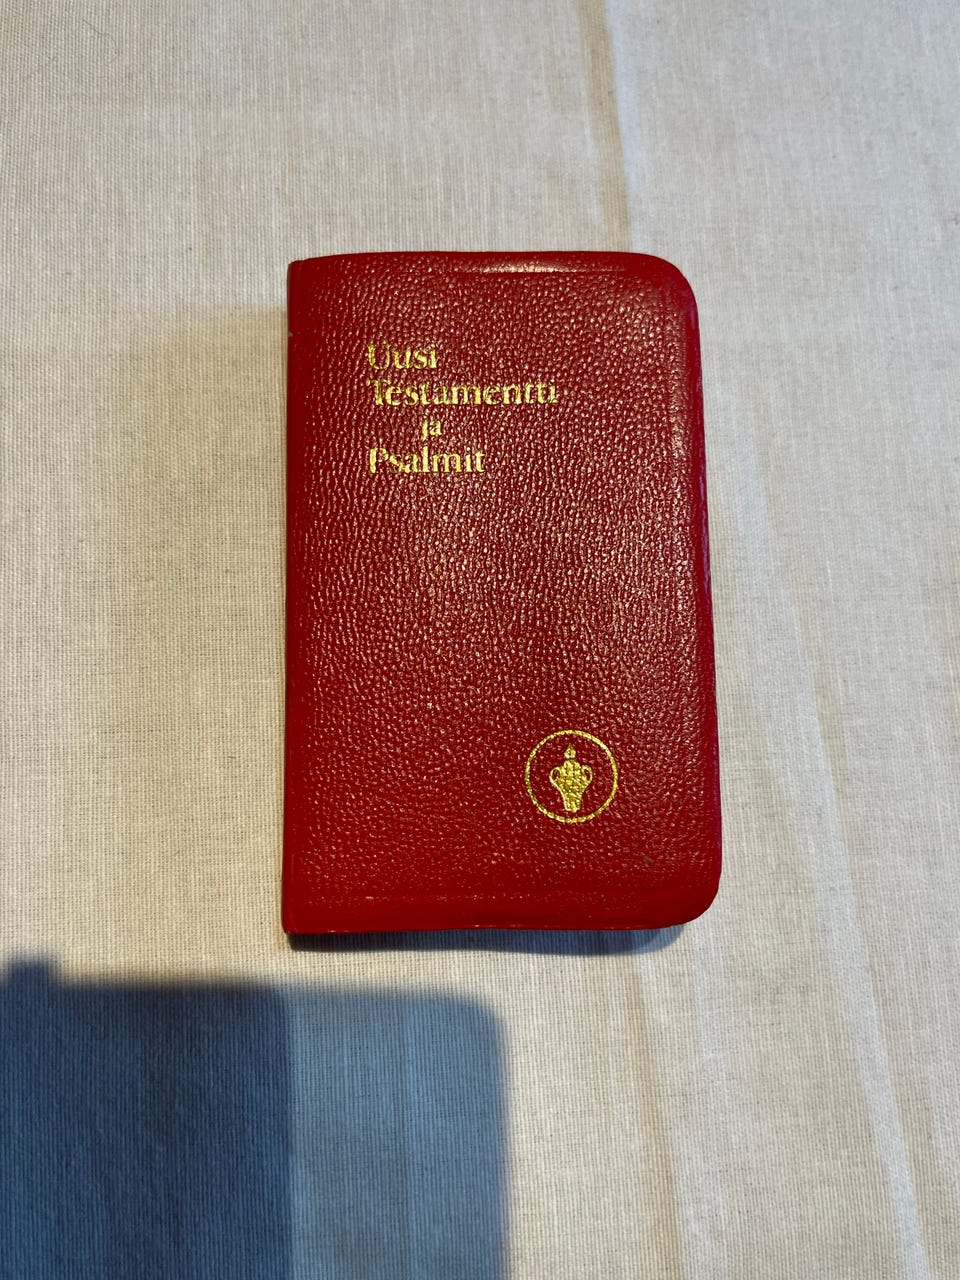 Uusi
Testamentti
ja
Psalmit